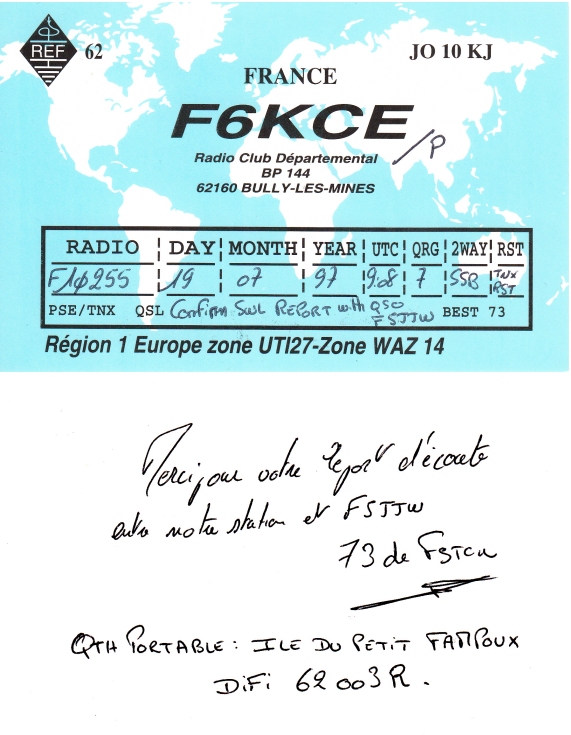 REF 62 JO 10 KJ
FRANCE
F6KCE /P
Radio Club Départemental
BP 144
62160 BULLY-LES-MINES
RADIO DAY MONTH YEAR UTC QRG 2WAY RST
F1Ø255 19 07 97 9.08 7 SSB TNX RST
PSE/TNX QSL Confirm SWL REPORT with QSO F5JJW BEST 73
Région 1 Europe zone UTI27-Zone WAZ 14
Merci pour votre report d'écoute
entre notre station et F5JJW
73 de
QTH PORTABLE : ILE DU PETIT FAMPOUX
DiFi 62 003 R.